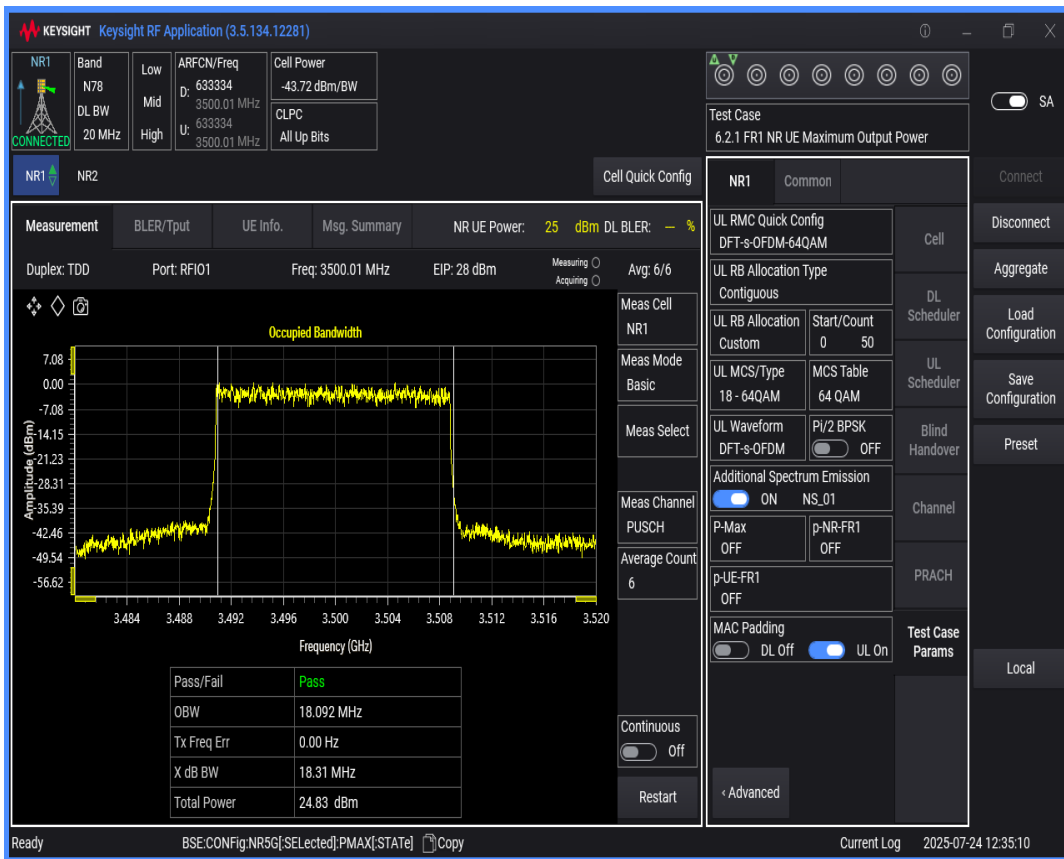 KEYSIGHT Keysight RF Application (3.5.134.12281)
NR1
CONNECTED
Band
N78
DL BW
20 MHz
Low
Mid
High
ARFCN/Freq
D: 633334
3500.01 MHz
U: 633334
3500.01 MHz
Cell Power
-43.72 dBm/BW
CLPC
All Up Bits
Test Case
6.2.1 FR1 NR UE Maximum Output Power
SA
NR1 NR2 Cell Quick Config
Measurement BLER/Tput UE Info. Msg. Summary NR UE Power: 25 dBm DL BLER: — %
Duplex: TDD Port: RFIO1 Freq: 3500.01 MHz EIP: 28 dBm Measuring Acquiring Avg: 6/6
Occupied Bandwidth
Amplitude (dBm)
7.08
0.00
-7.08
-14.15
-21.23
-28.31
-35.39
-42.46
-49.54
-56.62
3.484 3.488 3.492 3.496 3.500 3.504 3.508 3.512 3.516 3.520
Frequency (GHz)
Pass/Fail Pass
OBW 18.092 MHz
Tx Freq Err 0.00 Hz
X dB BW 18.31 MHz
Total Power 24.83 dBm
Meas Cell
NR1
Meas Mode
Basic
Meas Select
Meas Channel
PUSCH
Average Count
6
Continuous
Off
Restart
NR1 Common
UL RMC Quick Config
DFT-s-OFDM-64QAM
UL RB Allocation Type
Contiguous
UL RB Allocation
Custom
Start/Count
0 50
UL MCS/Type
18 - 64QAM
MCS Table
64 QAM
UL Waveform
DFT-s-OFDM
Pi/2 BPSK
OFF
Additional Spectrum Emission
ON NS_01
P-Max
OFF
p-NR-FR1
OFF
p-UE-FR1
OFF
MAC Padding
DL Off UL On
‹ Advanced
Cell
DL
Scheduler
UL
Scheduler
Blind
Handover
Channel
PRACH
Test Case
Params
Connect
Disconnect
Aggregate
Load
Configuration
Save
Configuration
Preset
Local
Ready BSE:CONFig:NR5G[:SELected]:PMAX[:STATe] Copy Current Log 2025-07-24 12:35:10